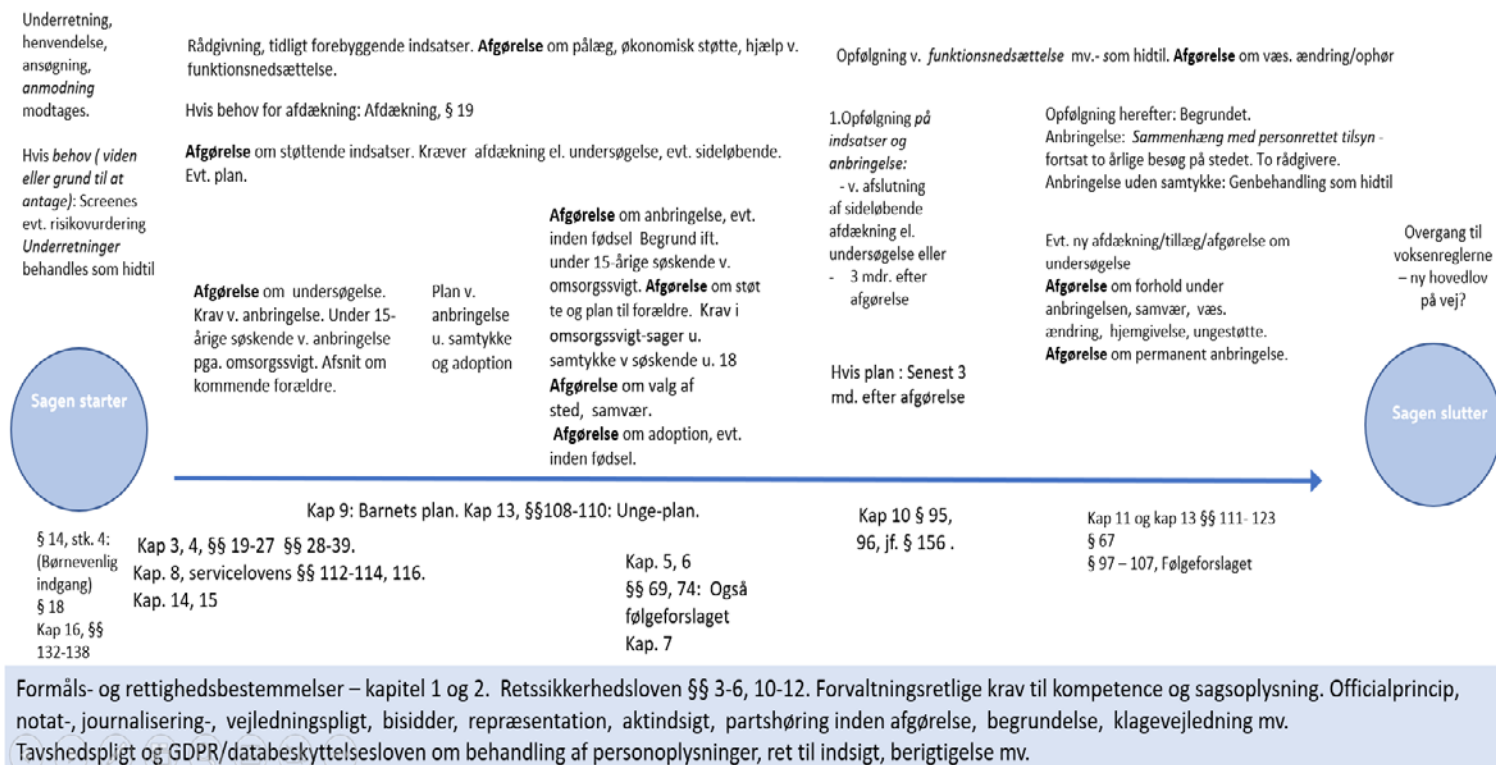 Underretning,
henvendelse,
ansøgning,
anmodning
modtages.
Hvis behov ( viden
eller grund til at
antage): Screenes
evt. risikovurdering
Underretninger
behandles som hidtil
Rådgivning, tidligt forebyggende indsatser. Afgørelse om pålæg, økonomisk støtte, hjælp v.
funktionsnedsættelse.
Hvis behov for afdækning: Afdækning, § 19
Afgørelse om støttende indsatser. Kræver afdækning el. undersøgelse, evt. sideløbende.
Evt. plan.
Afgørelse om undersøgelse.
Krav v. anbringelse. Under 15-
årige søskende v. anbringelse
pga. omsorgssvigt. Afsnit om
kommende forældre.
Plan v.
anbringelse
u. samtykke
og adoption
Afgørelse om anbringelse, evt.
inden fødsel Begrund ift.
under 15-årige søskende v.
omsorgssvigt. Afgørelse om støt
te og plan til forældre. Krav i
omsorgssvigt-sager u.
samtykke v søskende u. 18
Afgørelse om valg af
sted, samvær.
Afgørelse om adoption, evt.
inden fødsel.
Opfølgning v. funktionsnedsættelse mv.- som hidtil. Afgørelse om væs. ændring/ophør
1.Opfølgning på
indsatser og
anbringelse:
- v. afslutning
af sideløbende
afdækning el.
undersøgelse eller
- 3 mdr. efter
afgørelse
Hvis plan : Senest 3
md. efter afgørelse
Opfølgning herefter: Begrundet.
Anbringelse: Sammenhæng med personrettet tilsyn -
fortsat to årlige besøg på stedet. To rådgivere.
Anbringelse uden samtykke: Genbehandling som hidtil
Evt. ny afdækning/tillæg/afgørelse om
undersøgelse
Afgørelse om forhold under
anbringelsen, samvær, væs.
ændring, hjemgivelse, ungestøtte.
Afgørelse om permanent anbringelse.
Overgang til
voksenreglerne
– ny hovedlov
på vej?
Sagen starter
Sagen slutter
§ 14, stk. 4:
(Børnevenlig
indgang)
§ 18
Kap 16, §§
132-138
Kap 9: Barnets plan. Kap 13, §§108-110: Unge-plan.
Kap 3, 4, §§ 19-27 §§ 28-39.
Kap. 8, servicelovens §§ 112-114, 116.
Kap. 14, 15
Kap. 5, 6
§§ 69, 74: Også
følgeforslaget
Kap. 7
Kap 10 § 95,
96, jf. § 156 .
Kap 11 og kap 13 §§ 111- 123
§ 67
§ 97 – 107, Følgeforslaget
Formåls- og rettighedsbestemmelser – kapitel 1 og 2. Retssikkerhedsloven §§ 3-6, 10-12. Forvaltningsretlige krav til kompetence og sagsoplysning. Officialprincip,
notat-, journalisering-, vejledningspligt, bisidder, repræsentation, aktindsigt, partshøring inden afgørelse, begrundelse, klagevejledning mv.
Tavshedspligt og GDPR/databeskyttelsesloven om behandling af personoplysninger, ret til indsigt, berigtigelse mv.